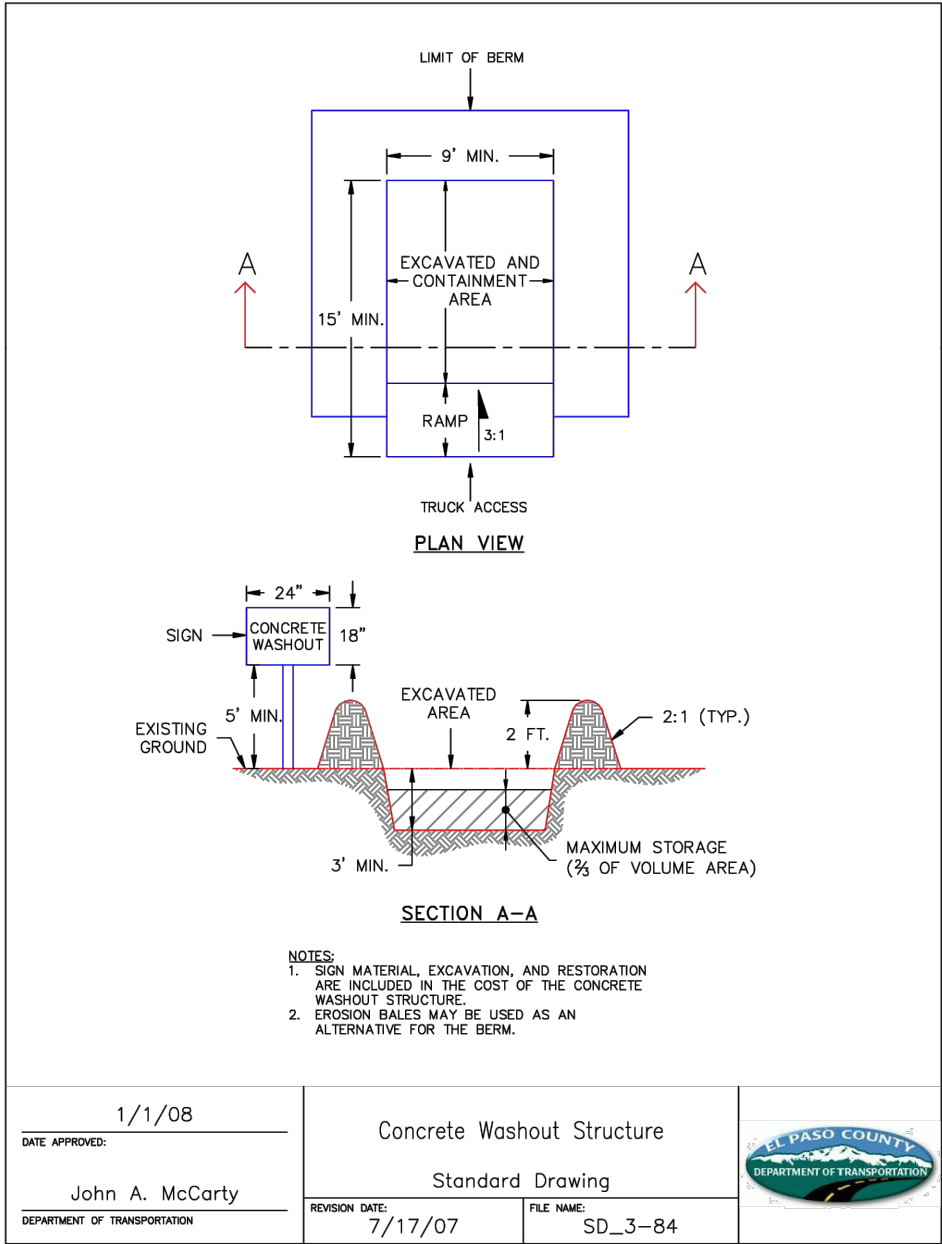 LIMIT OF BERM
9' MIN.
A
A
EXCAVATED AND
CONTAINMENT
AREA
15' MIN.
RAMP
3:1
TRUCK ACCESS
PLAN VIEW
24”
SIGN
CONCRETE
WASHOUT
18”
5' MIN.
EXISTING
GROUND
EXCAVATED
AREA
2 FT.
2:1 (TYP.)
3' MIN.
MAXIMUM STORAGE
(⅔ OF VOLUME AREA)
SECTION A-A
NOTES:
1. SIGN MATERIAL, EXCAVATION, AND RESTORATION
ARE INCLUDED IN THE COST OF THE CONCRETE
WASHOUT STRUCTURE.
2. EROSION BALES MAY BE USED AS AN
ALTERNATIVE FOR THE BERM.
1/1/08
DATE APPROVED:
John A. McCarty
DEPARTMENT OF TRANSPORTATION
Concrete Washout Structure
Standard Drawing
REVISION DATE:
7/17/07
FILE NAME:
SD_3-84
EL PASO COUNTY
DEPARTMENT OF TRANSPORTATION